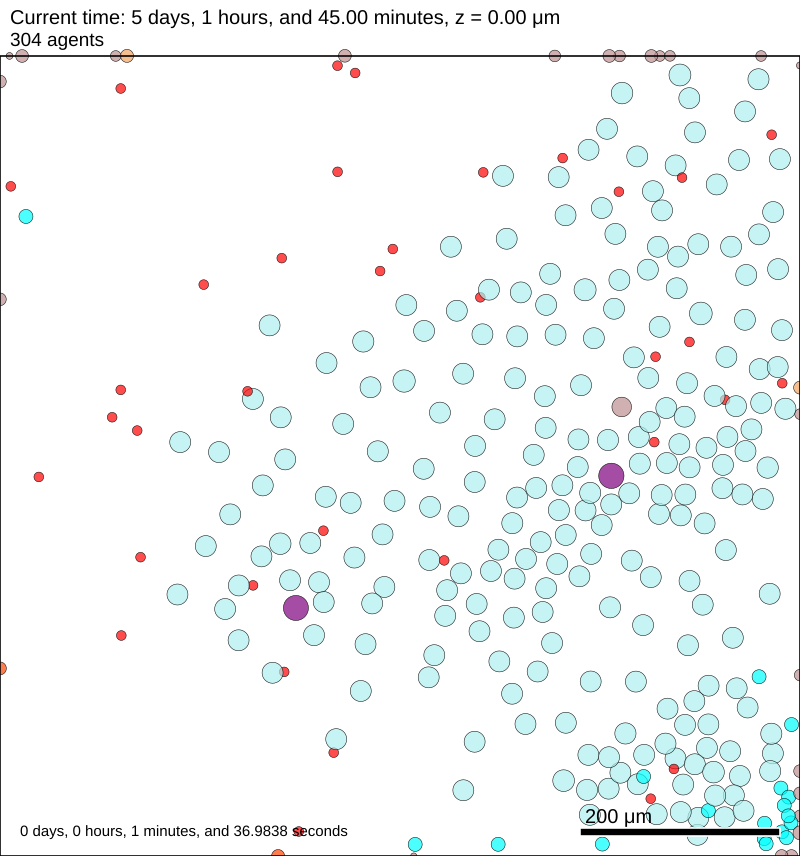 Current time: 5 days, 1 hours, and 45.00 minutes, z = 0.00 μm
304 agents
200 μm
0 days, 0 hours, 1 minutes, and 36.9838 seconds